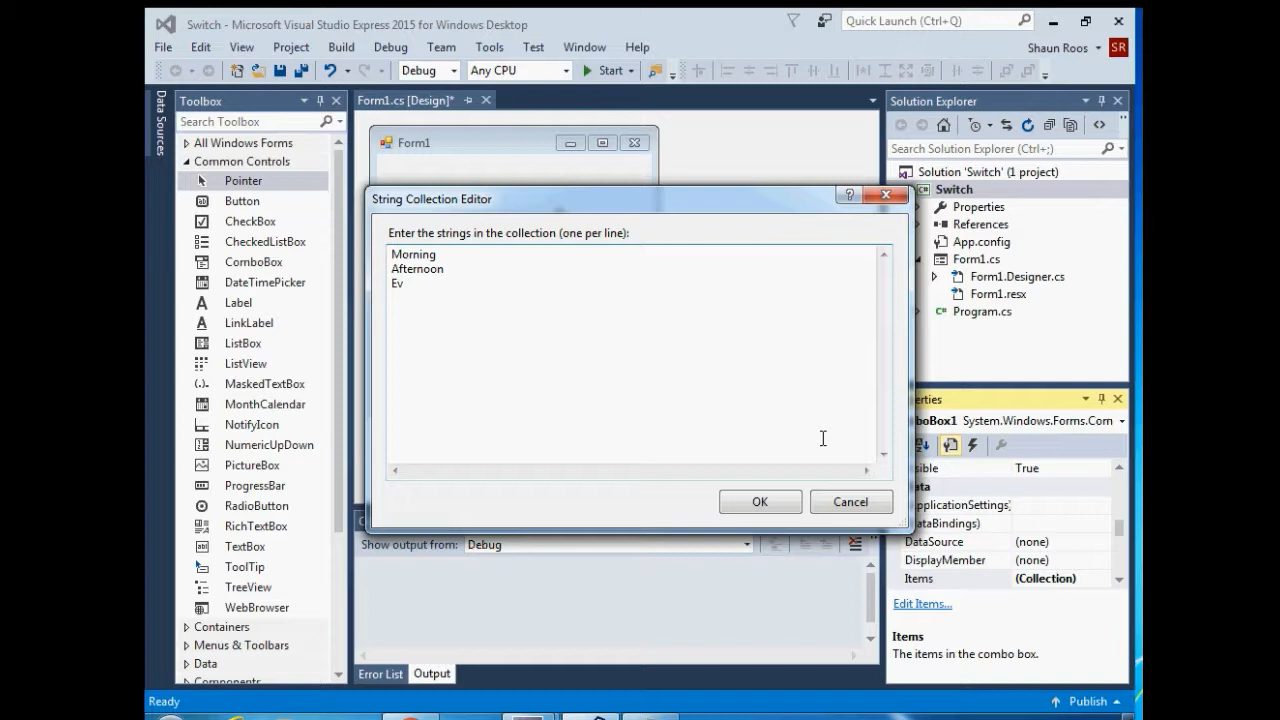 Switch - Microsoft Visual Studio Express 2015 for Windows Desktop
Quick Launch (Ctrl+Q)
File Edit View Project Build Debug Team Tools Test Window Help
Shaun Roos SR
Debug Any CPU Start
Data Sources
Toolbox
Search Toolbox
All Windows Forms
Common Controls
Pointer
Button
CheckBox
CheckedListBox
ComboBox
DateTimePicker
Label
LinkLabel
ListBox
ListView
MaskedTextBox
MonthCalendar
NotifyIcon
NumericUpDown
PictureBox
ProgressBar
RadioButton
RichTextBox
TextBox
ToolTip
TreeView
WebBrowser
Containers
Menus & Toolbars
Data
Components
Form1.cs [Design]*
Form1
String Collection Editor
Enter the strings in the collection (one per line):
Morning
Afternoon
Ev
OK Cancel
Show output from: Debug
Error List Output
Solution Explorer
Search Solution Explorer (Ctrl+;)
Solution 'Switch' (1 project)
C# Switch
Properties
References
App.config
Form1.cs
Form1.Designer.cs
Form1.resx
C# Program.cs
erties
boBox1 System.Windows.Forms.Com
isible True
ata
ApplicationSettings)
DataBindings)
DataSource (none)
DisplayMember (none)
Items (Collection)
Edit Items...
Items
The items in the combo box.
Ready
Publish